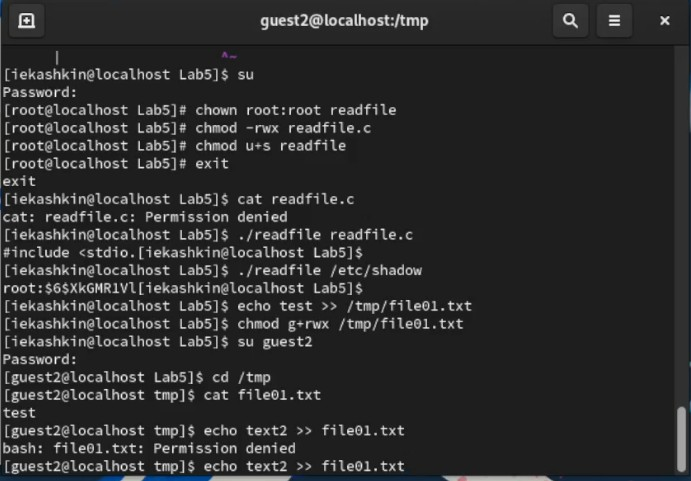 guest2@localhost:/tmp
| ^~
[iekashkin@localhost Lab5]$ su
Password:
[root@localhost Lab5]# chown root:root readfile
[root@localhost Lab5]# chmod -rwx readfile.c
[root@localhost Lab5]# chmod u+s readfile
[root@localhost Lab5]# exit
exit
[iekashkin@localhost Lab5]$ cat readfile.c
cat: readfile.c: Permission denied
[iekashkin@localhost Lab5]$ ./readfile readfile.c
#include <stdio.[iekashkin@localhost Lab5]$
[iekashkin@localhost Lab5]$ ./readfile /etc/shadow
root:$6$XkGMR1Vl[iekashkin@localhost Lab5]$
[iekashkin@localhost Lab5]$ echo test >> /tmp/file01.txt
[iekashkin@localhost Lab5]$ chmod g+rwx /tmp/file01.txt
[iekashkin@localhost Lab5]$ su guest2
Password:
[guest2@localhost Lab5]$ cd /tmp
[guest2@localhost tmp]$ cat file01.txt
test
[guest2@localhost tmp]$ echo text2 >> file01.txt
bash: file01.txt: Permission denied
[guest2@localhost tmp]$ echo text2 >> file01.txt